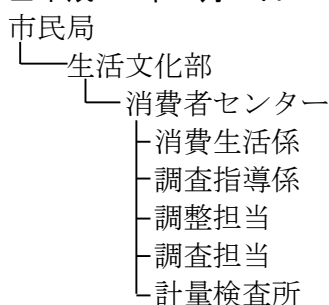 市民局
生活文化部
消費者センター
消費生活係
調査指導係
調整担当
調査担当
計量検査所